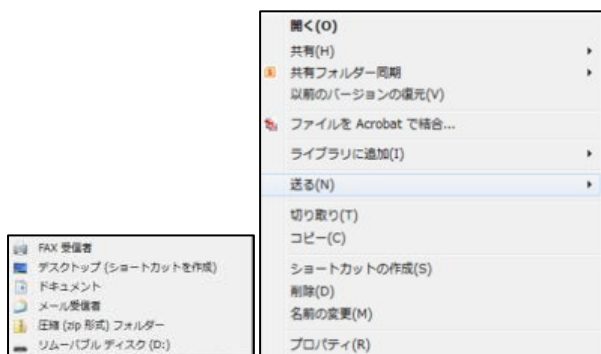 開く(O)
共有(H)
共有フォルダー同期
以前のバージョンの復元(V)
ファイルを Acrobat で結合...
ライブラリに追加(I)
送る(N)
切り取り(T)
コピー(C)
ショートカットの作成(S)
削除(D)
名前の変更(M)
プロパティ(R)
FAX 受信者
デスクトップ (ショートカットを作成)
ドキュメント
メール受信者
圧縮 (zip 形式) フォルダー
リムーバブル ディスク (D:)